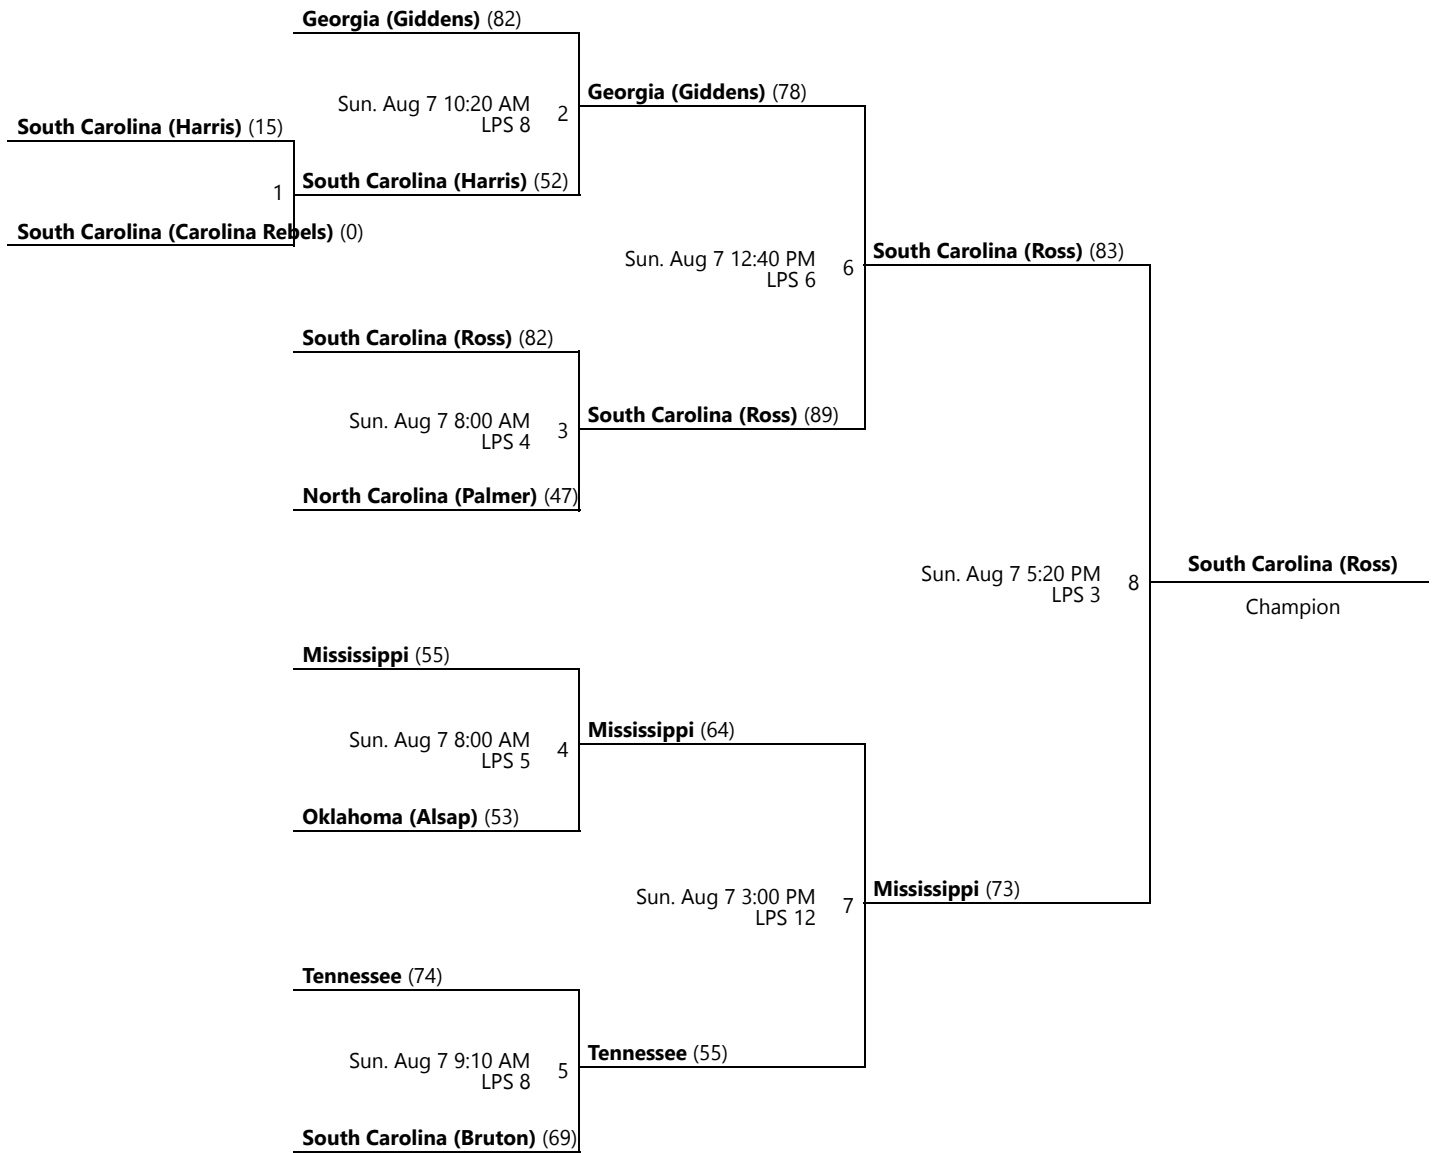 Georgia (Giddens) (82)
Sun. Aug 7 10:20 AM
LPS 8
2
Georgia (Giddens) (78)
South Carolina (Harris) (15)
1
South Carolina (Harris) (52)
South Carolina (Carolina Rebels) (0)
Sun. Aug 7 12:40 PM
LPS 6
6
South Carolina (Ross) (83)
South Carolina (Ross) (82)
Sun. Aug 7 8:00 AM
LPS 4
3
South Carolina (Ross) (89)
North Carolina (Palmer) (47)
Sun. Aug 7 5:20 PM
LPS 3
8
South Carolina (Ross)
Champion
Mississippi (55)
Sun. Aug 7 8:00 AM
LPS 5
4
Mississippi (64)
Oklahoma (Alsap) (53)
Sun. Aug 7 3:00 PM
LPS 12
7
Mississippi (73)
Tennessee (74)
Sun. Aug 7 9:10 AM
LPS 8
5
Tennessee (55)
South Carolina (Bruton) (69)